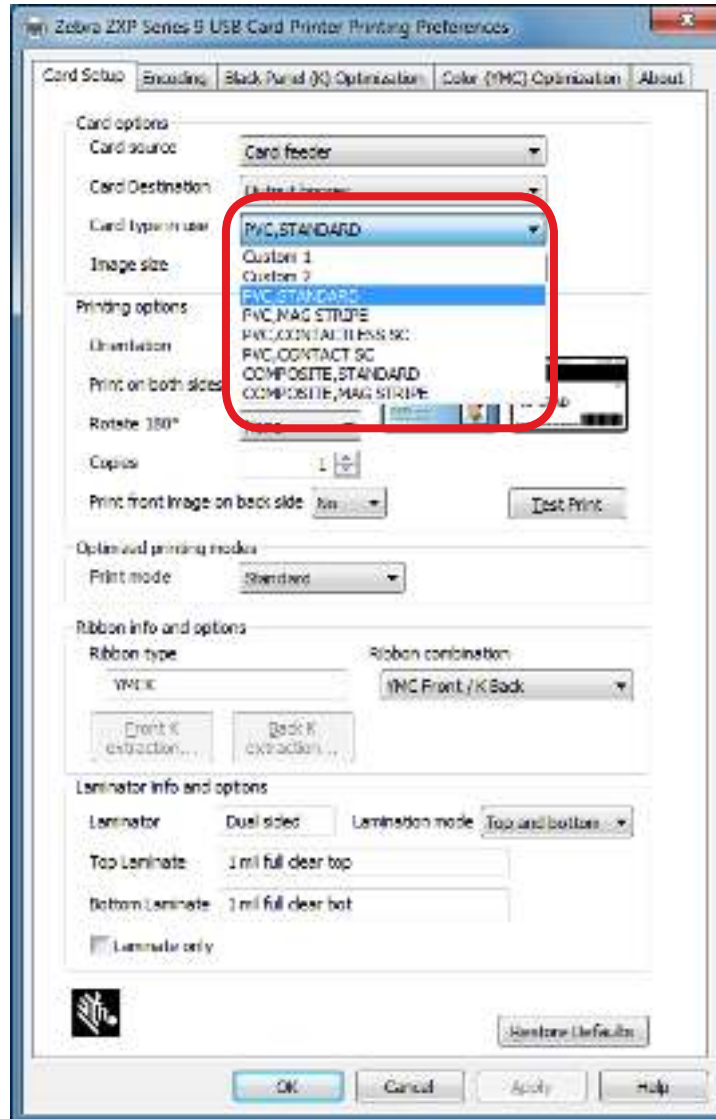 Zebra ZXP Series 9 USB Card Printer Printing Preferences
Card Setup Encoding Black Panel (K) Optimization Color (YMC) Optimization About
Card options
Card source Card feeder
Card Destination Output hopper
Card type in use PVC,STANDARD
Custom 1
Image size
Custom 2
PVC,STANDARD
Printing options
PVC,MAG STRIPE
PVC,CONTACTLESS SC
Orientation
PVC,CONTACT SC
COMPOSITE,STANDARD
Print on both sides
COMPOSITE,MAG STRIPE
Rotate 180° None
Copies 1
Print front image on back side No Test Print
Optimized printing modes
Print mode Standard
Ribbon info and options
Ribbon type Ribbon combination
YMCK YMC Front / K Back
Front K extraction... Back K extraction...
Laminator info and options
Laminator Dual sided Lamination mode Top and bottom
Top Laminate 1 mil full clear top
Bottom Laminate 1 mil full clear bot
Laminate only
Restore Defaults
OK Cancel Apply Help